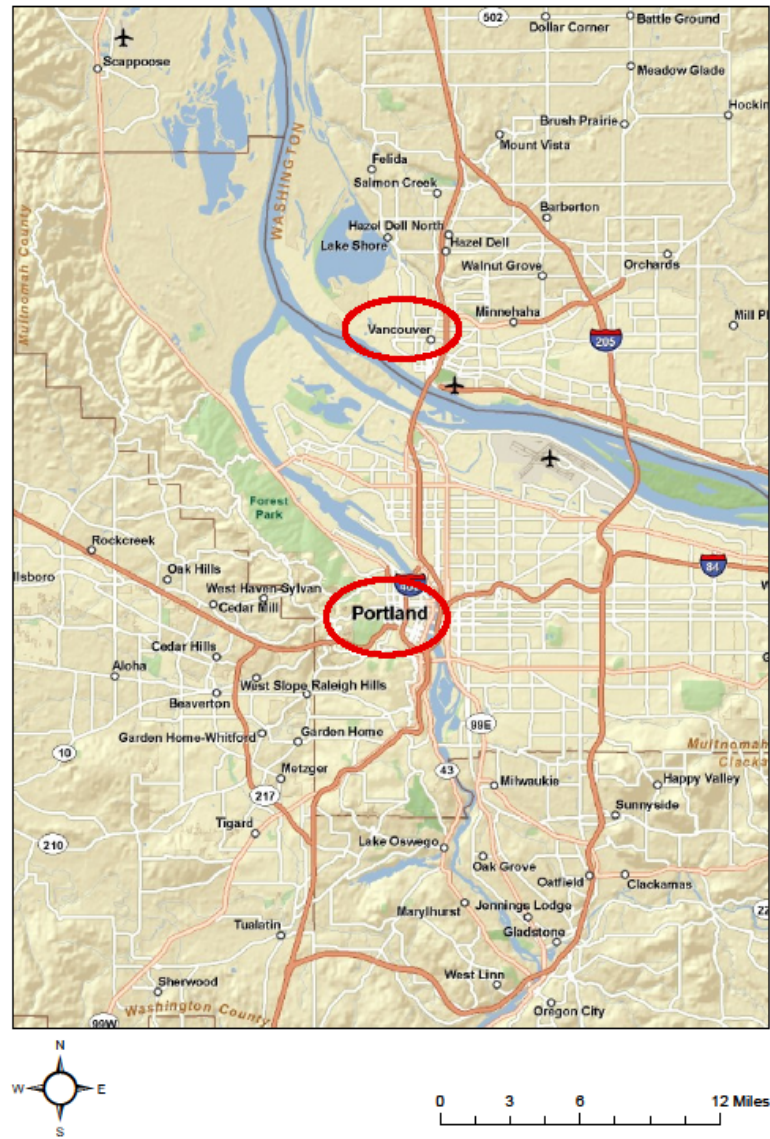 502
Dollar Corner
Battle Ground
Scappoose
Meadow Glade
Hockin
Brush Prairie
Mount Vista
WASHINGTON
Felida
Salmon Creek
Barberton
Hazel Dell North
Lake Shore
Hazel Dell
Walnut Grove
Orchards
Multnomah County
Minnehaha
Mill Pl
Vancouver
205
Forest
Park
Rockcreek
84
llsboro
Oak Hills
West Haven-Sylvan
Cedar Mill
Portland
Cedar Hills
Aloha
West Slope
Raleigh Hills
Beaverton
99E
Garden Home-Whitford
Garden Home
10
Multnomah
Clacka
43
Metzger
Milwaukie
Happy Valley
217
Sunnyside
Tigard
210
Lake Oswego
Oak Grove
Oatfield
Clackamas
Marylhurst
Jennings Lodge
22
Tualatin
Gladstone
West Linn
Sherwood
Washington County
Oregon City
99W
N
W
E
S
0 3 6 12 Miles